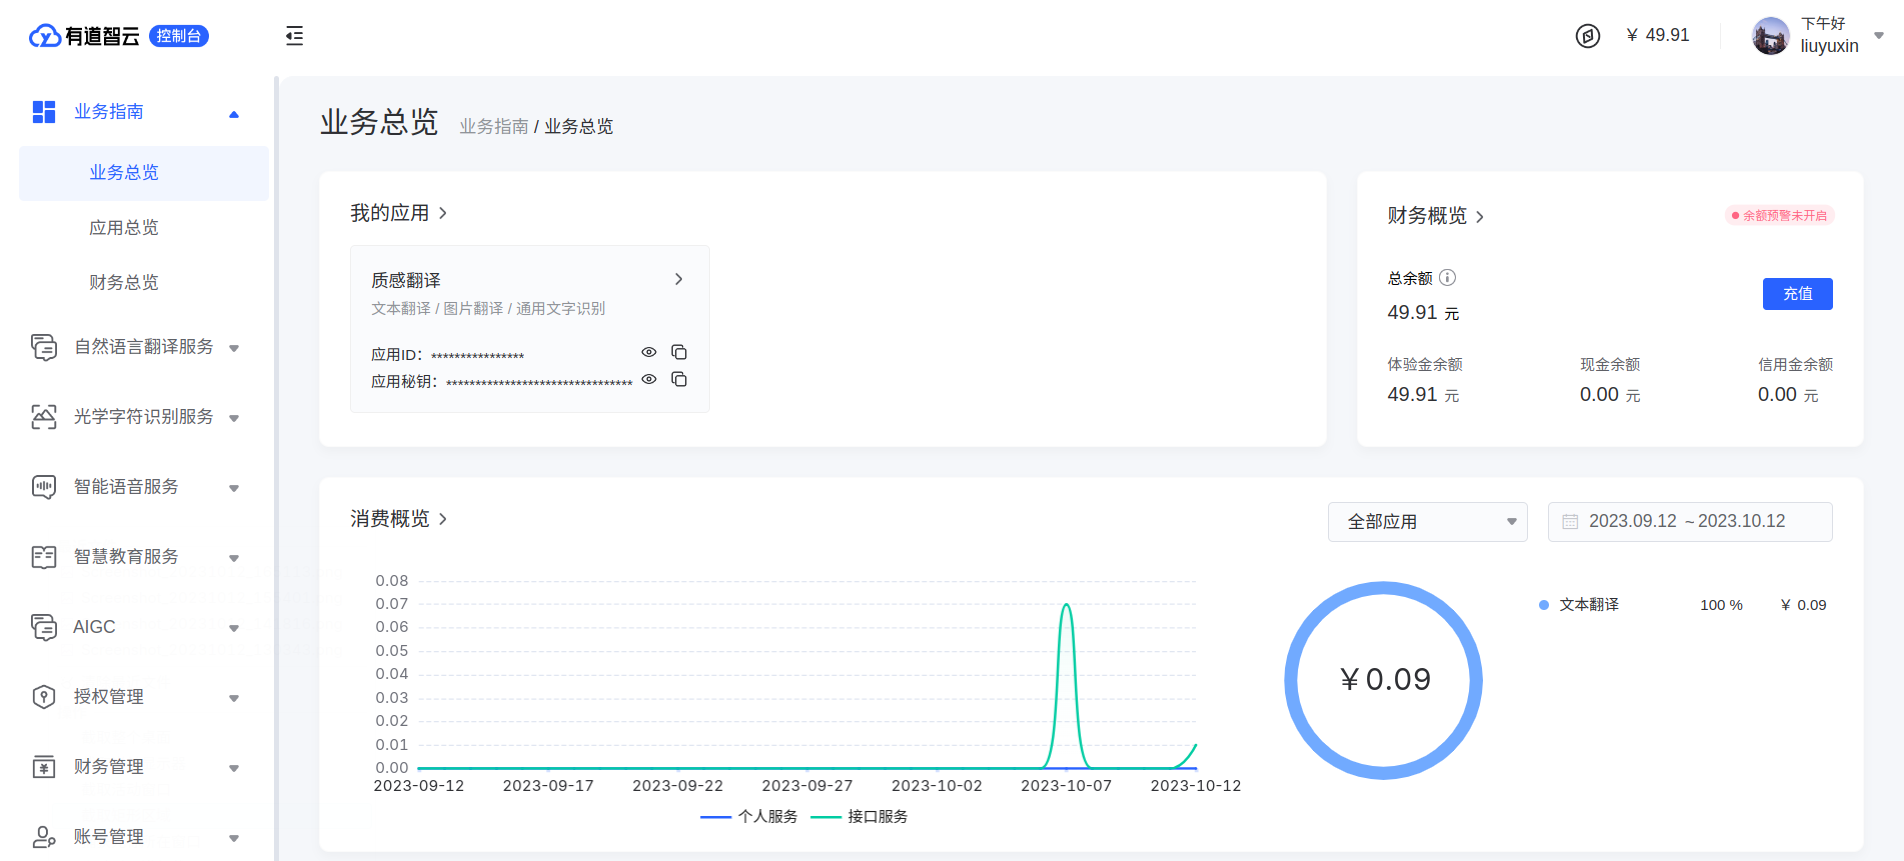 有道智云 控制台
¥ 49.91
下午好
liuyuxin
业务指南
业务总览
应用总览
财务总览
自然语言翻译服务
光学字符识别服务
智能语音服务
智慧教育服务
AIGC
授权管理
财务管理
账号管理
业务总览 业务指南 / 业务总览
我的应用
质感翻译
文本翻译 / 图片翻译 / 通用文字识别
应用ID: ****************
应用秘钥: ********************************
财务概览 余额预警未开启
总余额
49.91 元
充值
体验金余额 现金余额 信用金余额
49.91 元 0.00 元 0.00 元
消费概览
全部应用 2023.09.12 ~ 2023.10.12
0.08
0.07
0.06
0.05
0.04
0.03
0.02
0.01
0.00
2023-09-12 2023-09-17 2023-09-22 2023-09-27 2023-10-02 2023-10-07 2023-10-12
个人服务 接口服务
¥0.09
文本翻译 100 % ¥ 0.09